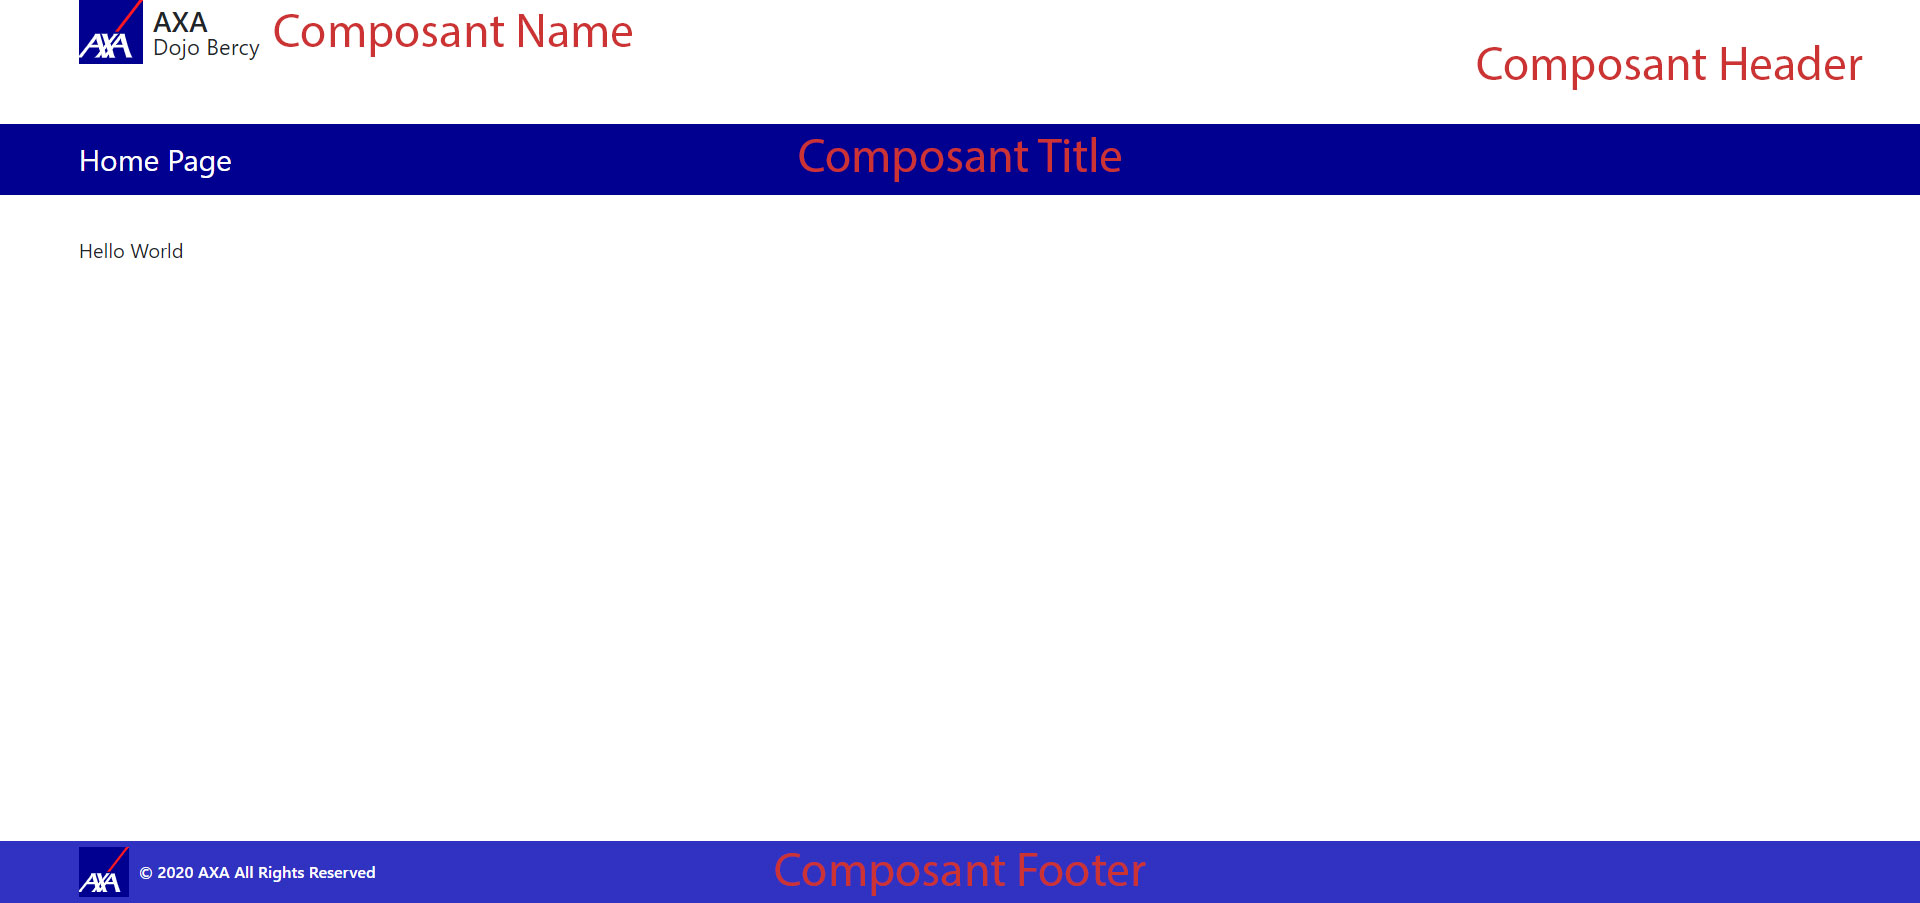 AXA
AXA
Dojo Bercy
Composant Name
Composant Header
Home Page
Composant Title
Hello World
AXA
© 2020 AXA All Rights Reserved
Composant Footer